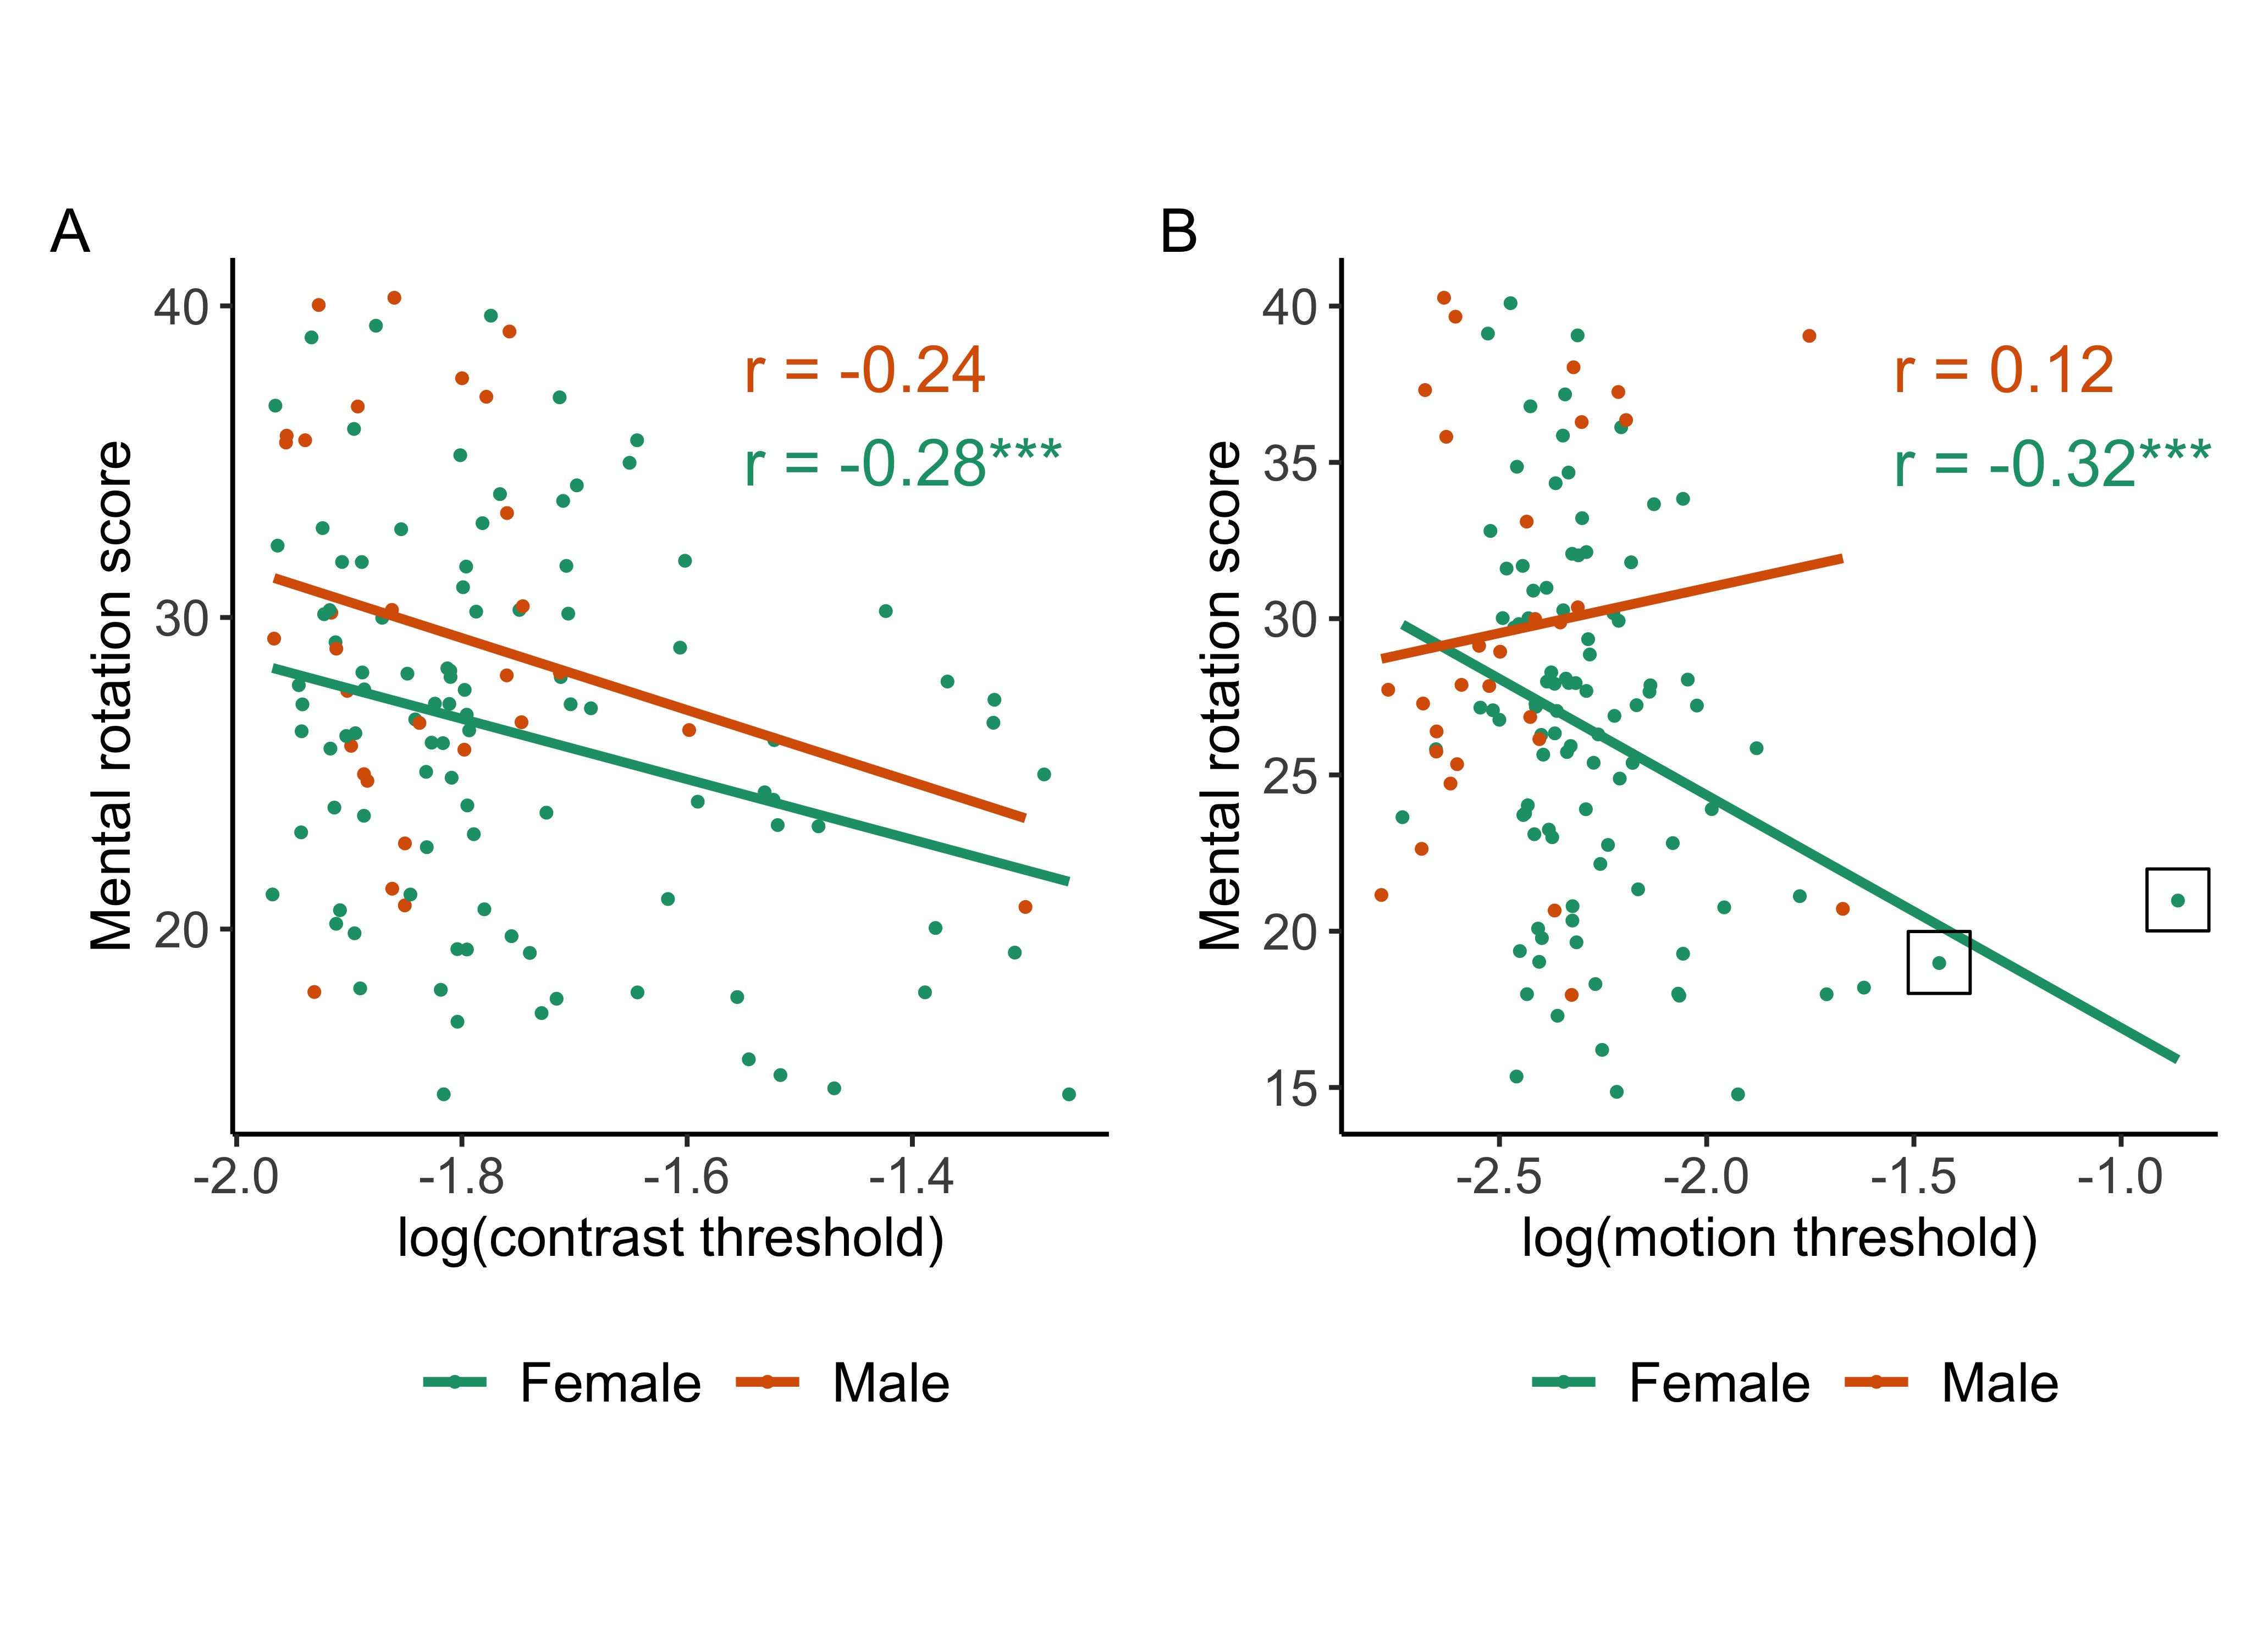 A
Mental rotation score
40
30
20
r = -0.24
r = -0.28***
-2.0 -1.8 -1.6 -1.4
log(contrast threshold)
Female Male
B
Mental rotation score
40
35
30
25
20
15
r = 0.12
r = -0.32***
-2.5 -2.0 -1.5 -1.0
log(motion threshold)
Female Male